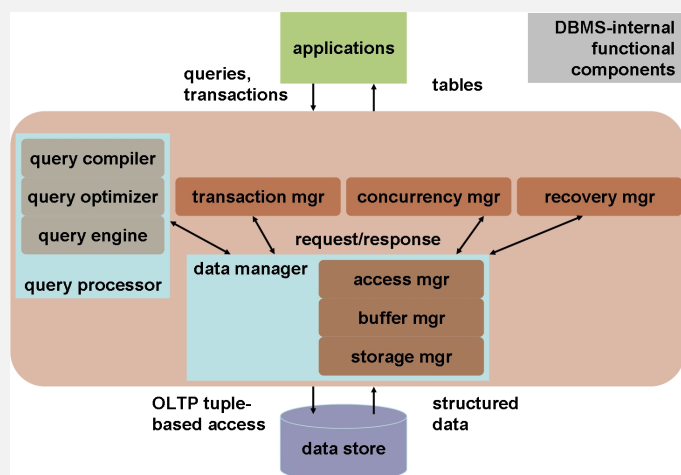 applications
DBMS-internal
functional
components
queries,
transactions
tables
query compiler
query optimizer
query engine
query processor
transaction mgr
concurrency mgr
recovery mgr
request/response
data manager
access mgr
buffer mgr
storage mgr
OLTP tuple-
based access
structured
data
data store